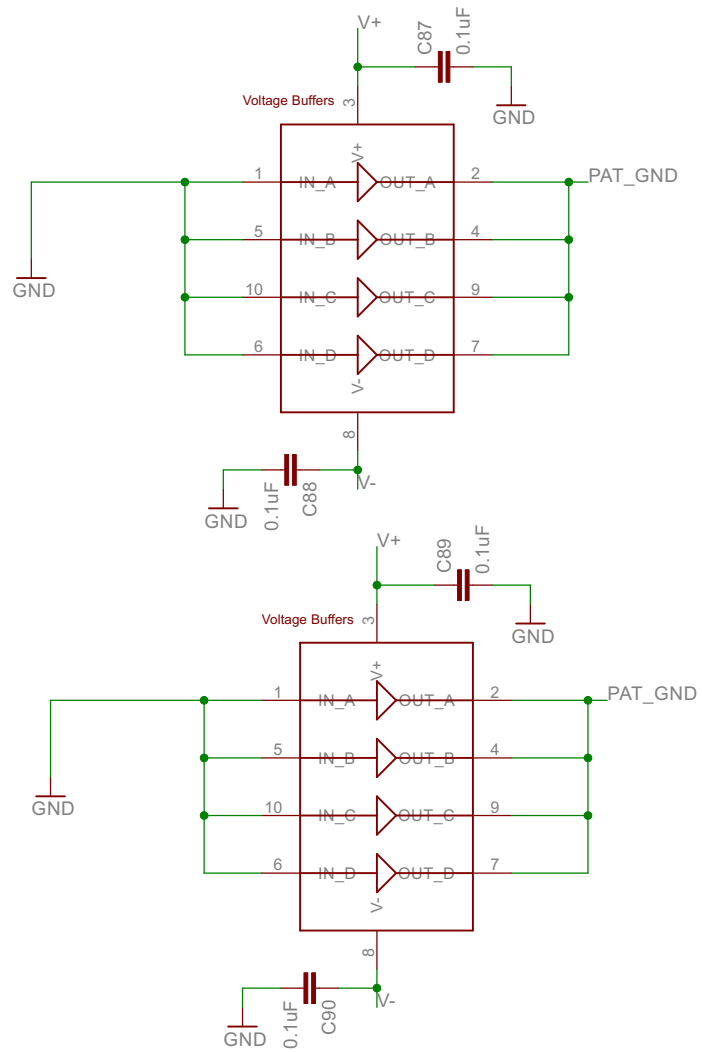 V+
C87
0.1uF
GND
Voltage Buffers
3
V+
1 IN_A OUT_A 2 PAT_GND
5 IN_B OUT_B 4
GND
10 IN_C OUT_C 9
6 IN_D OUT_D 7
V-
8
V-
GND
0.1uF
C88
V+
C89
0.1uF
GND
Voltage Buffers
3
V+
1 IN_A OUT_A 2 PAT_GND
5 IN_B OUT_B 4
GND
10 IN_C OUT_C 9
6 IN_D OUT_D 7
V-
8
V-
GND
0.1uF
C90